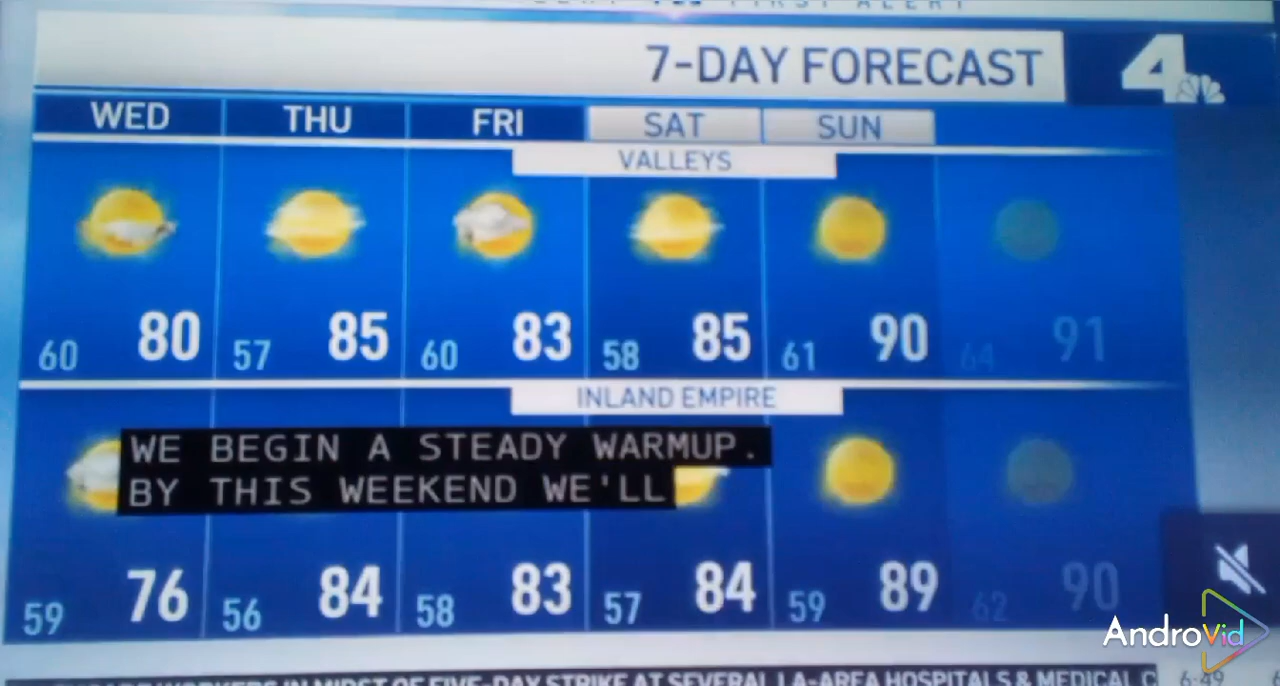 FIRST ALERT
7-DAY FORECAST 4
WED THU FRI SAT SUN
VALLEYS
60 80 57 85 60 83 58 85 61 90 64 91
INLAND EMPIRE
WE BEGIN A STEADY WARMUP.
BY THIS WEEKEND WE'LL
59 76 56 84 58 83 57 84 59 89 62 90
AndroVid
WORKERS IN MIDST OF FIVE-DAY STRIKE AT SEVERAL LA-AREA HOSPITALS & MEDICAL C 6:49